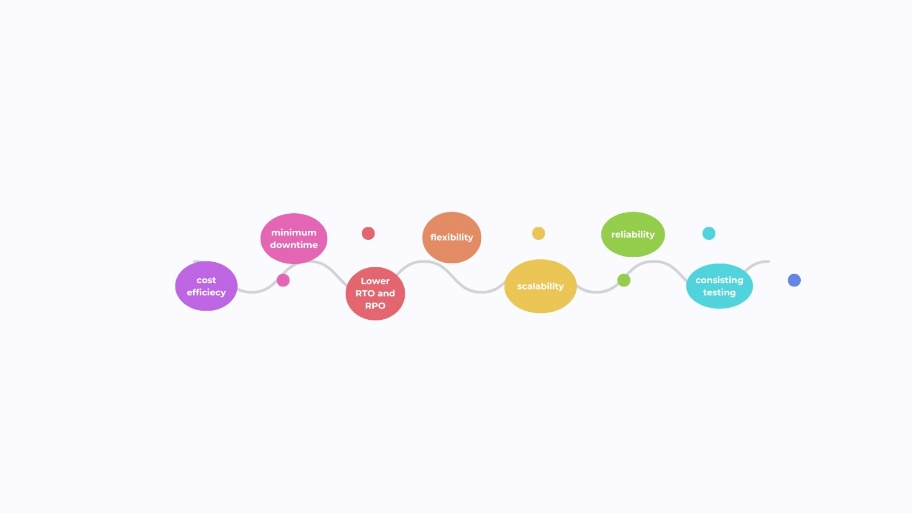 cost
efficiecy
minimum
downtime
Lower
RTO and
RPO
flexibility
scalability
reliability
consisting
testing